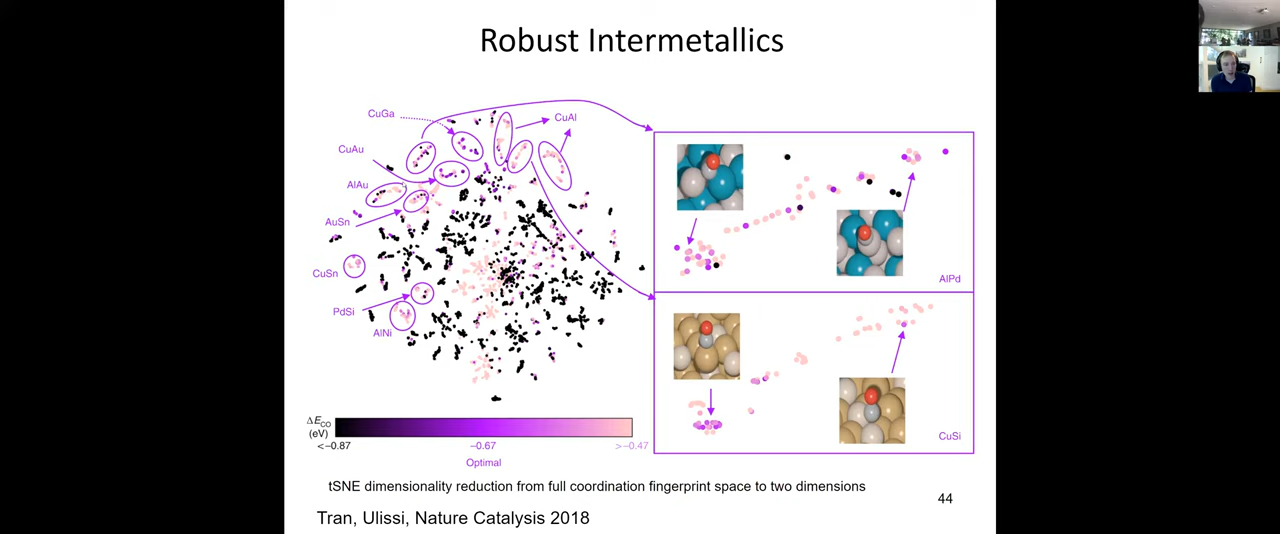 Robust Intermetallics
CuGa
CuAl
CuAu
AlAu
AuSn
CuSn
PdSi
AlNi
AlPd
CuSi
ΔE_CO
(eV)
<−0.87
−0.67
>−0.47
Optimal
tSNE dimensionality reduction from full coordination fingerprint space to two dimensions
44
Tran, Ulissi, Nature Catalysis 2018